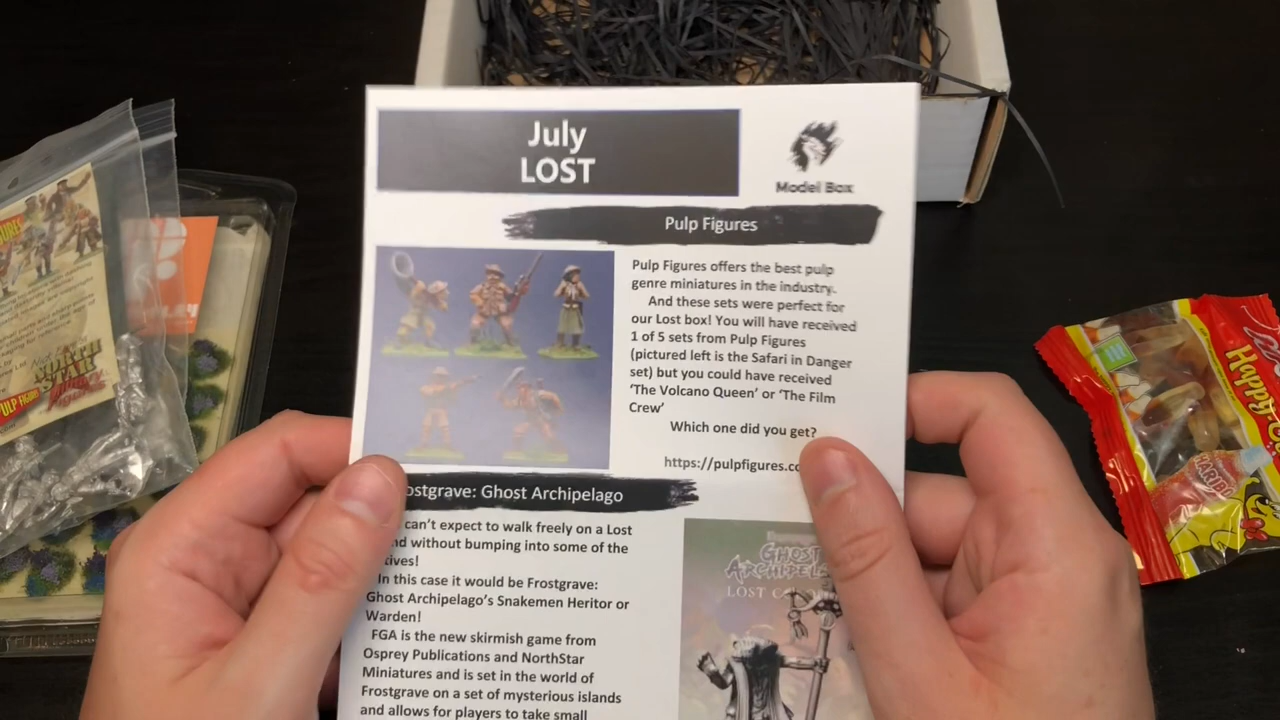 July
LOST
Model Box
Pulp Figures
Pulp Figures offers the best pulp
genre miniatures in the industry.
And these sets were perfect for
our Lost box! You will have received
1 of 5 sets from Pulp Figures
(pictured left is the Safari in Danger
set) but you could have received
'The Volcano Queen' or 'The Film
Crew'
Which one did you get?
https://pulpfigures.co
ostgrave: Ghost Archipelago
can't expect to walk freely on a Lost
nd without bumping into some of the
tives!
In this case it would be Frostgrave:
Ghost Archipelago's Snakemen Heritor or
Warden!
FGA is the new skirmish game from
Osprey Publications and NorthStar
Miniatures and is set in the world of
Frostgrave on a set of mysterious islands
and allows for players to take small
GHOST
ARCHIPEL
LOST CO
NORTH
STAR
PULP FIGURE
Happy-C
HARIBO